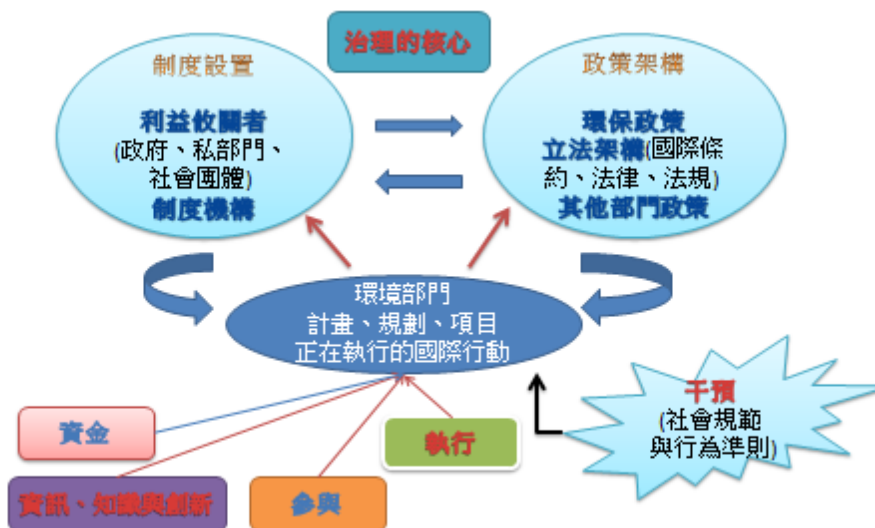 治理的核心
制度設置
利益攸關者
(政府、私部門、
社會團體)
制度機構
政策架構
環保政策
立法架構(國際條
約、法律、法規)
其他部門政策
環境部門
計畫、規劃、項目
正在執行的國際行動
干預
(社會規範
與行為準則)
資金
執行
資訊、知識與創新
參與